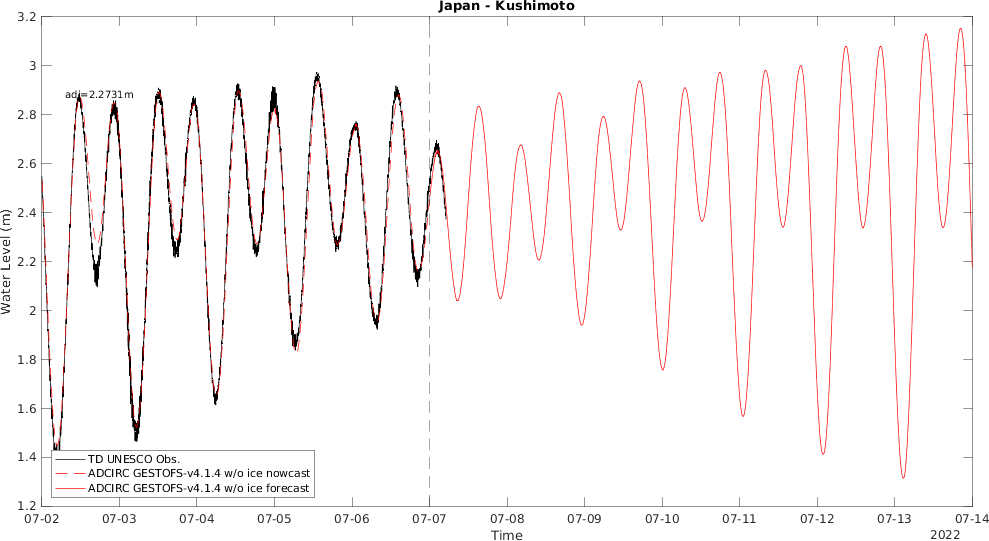 Japan - Kushimoto
3.2
3
2.8
2.6
2.4
2.2
2
1.8
1.6
1.4
1.2
Water Level (m)
adj=2.2731m
TD UNESCO Obs.
ADCIRC GESTOFS-v4.1.4 w/o ice nowcast
ADCIRC GESTOFS-v4.1.4 w/o ice forecast
07-02 07-03 07-04 07-05 07-06 07-07 07-08 07-09 07-10 07-11 07-12 07-13 07-14
Time
2022